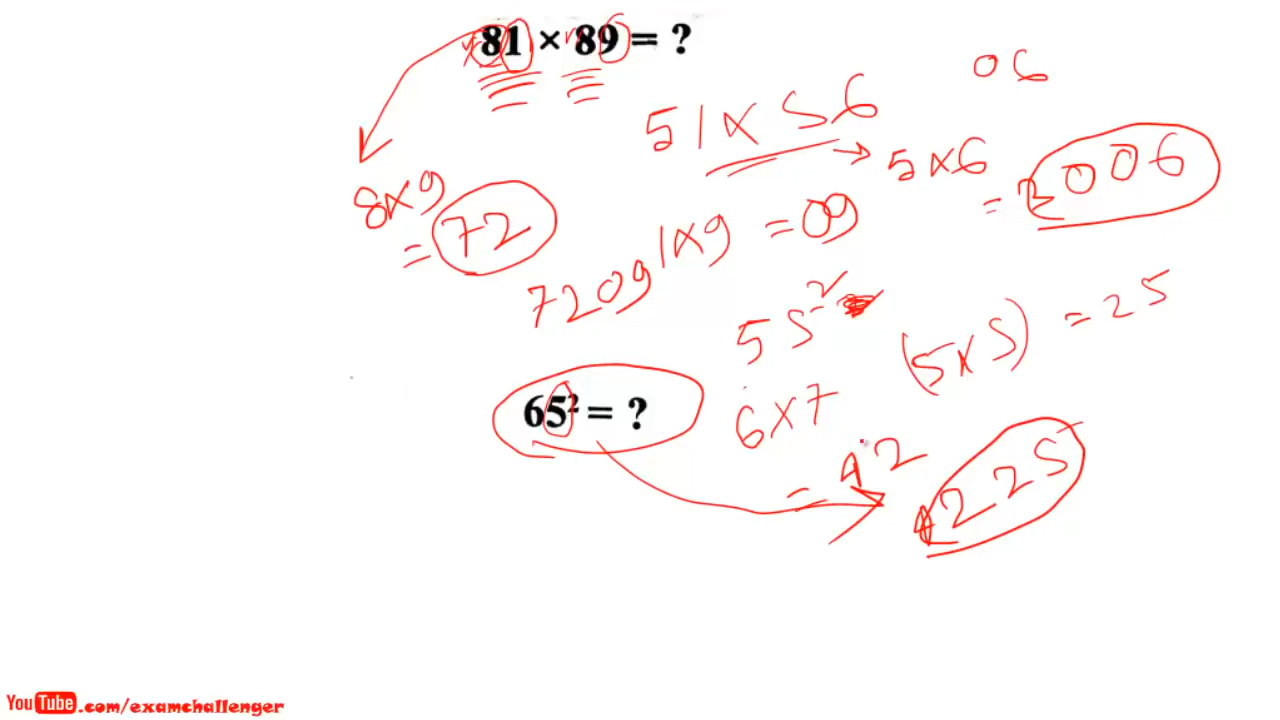 81 × 89 = ?
06
51 × 56
5 × 6
= 3006
8 × 9
= 72
1 × 9 = 09
7209
55²
(5 × 5) = 25
65² = ?
6 × 7
= 42
4225
YouTube.com/examchallenger